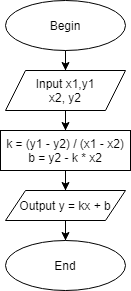 Begin
Input x1,y1
x2, y2
k = (y1 - y2) / (x1 - x2)
b = y2 - k * x2
Output y = kx + b
End